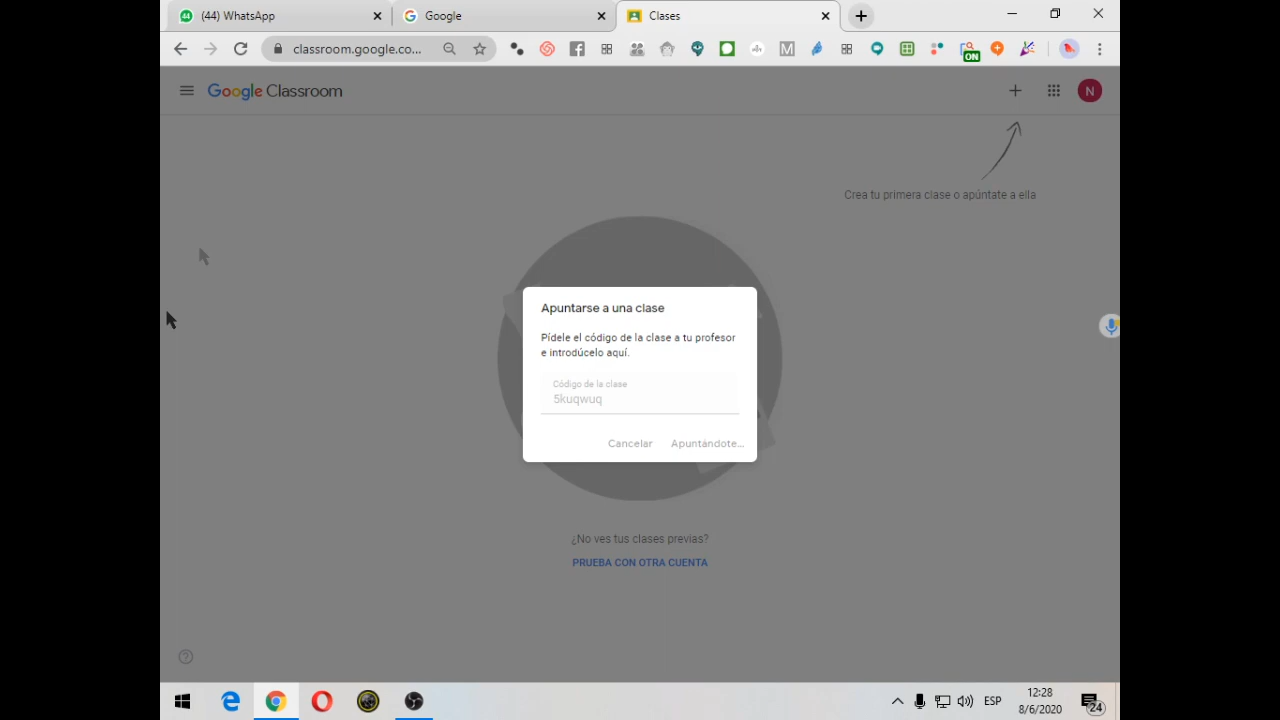 (44) WhatsApp
Google
Clases
classroom.google.co...
M
ON
Google Classroom
N
Crea tu primera clase o apúntate a ella
Apuntarse a una clase
Pídele el código de la clase a tu profesor
e introdúcelo aquí.
Código de la clase
5kuqwuq
Cancelar
Apuntándote...
¿No ves tus clases previas?
PRUEBA CON OTRA CUENTA
ESP
12:28
8/6/2020
24